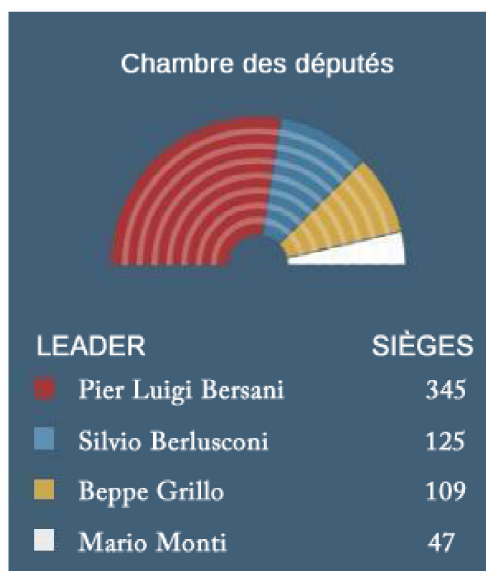 Chambre des députés
LEADER SIÈGES
Pier Luigi Bersani 345
Silvio Berlusconi 125
Beppe Grillo 109
Mario Monti 47